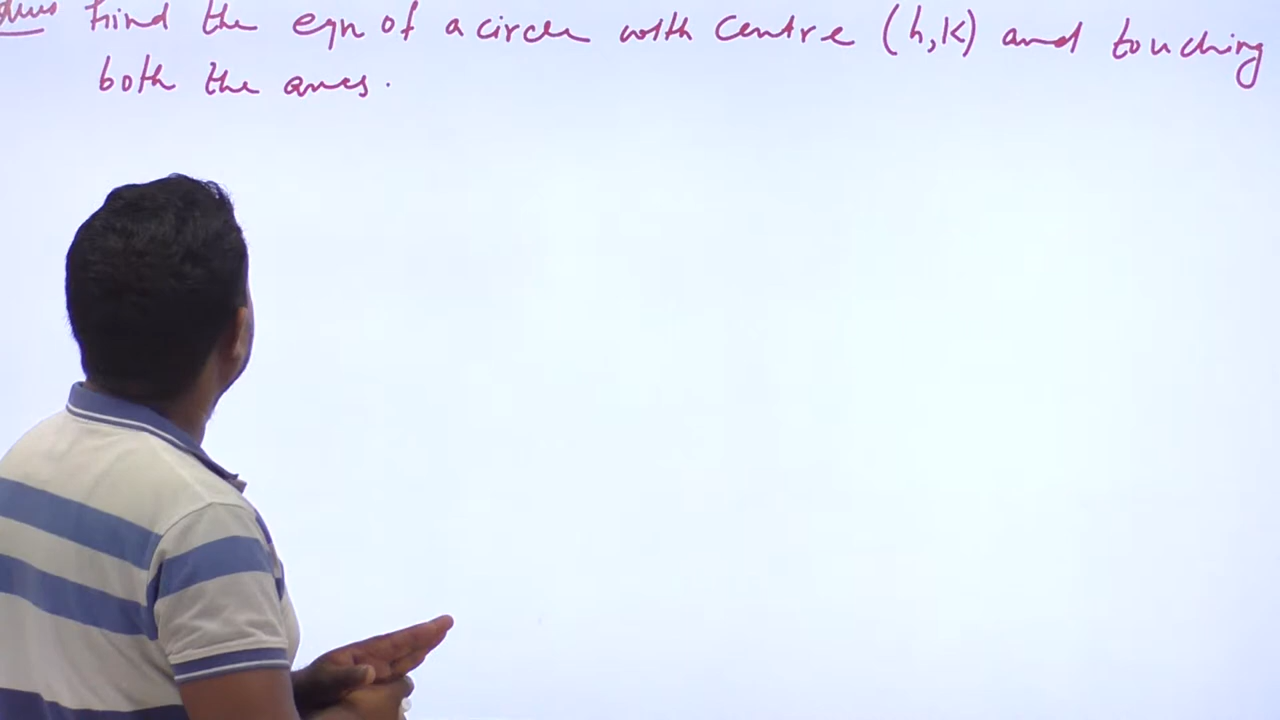 Find the eqn of a circle with centre (h,k) and touching
both the axes.